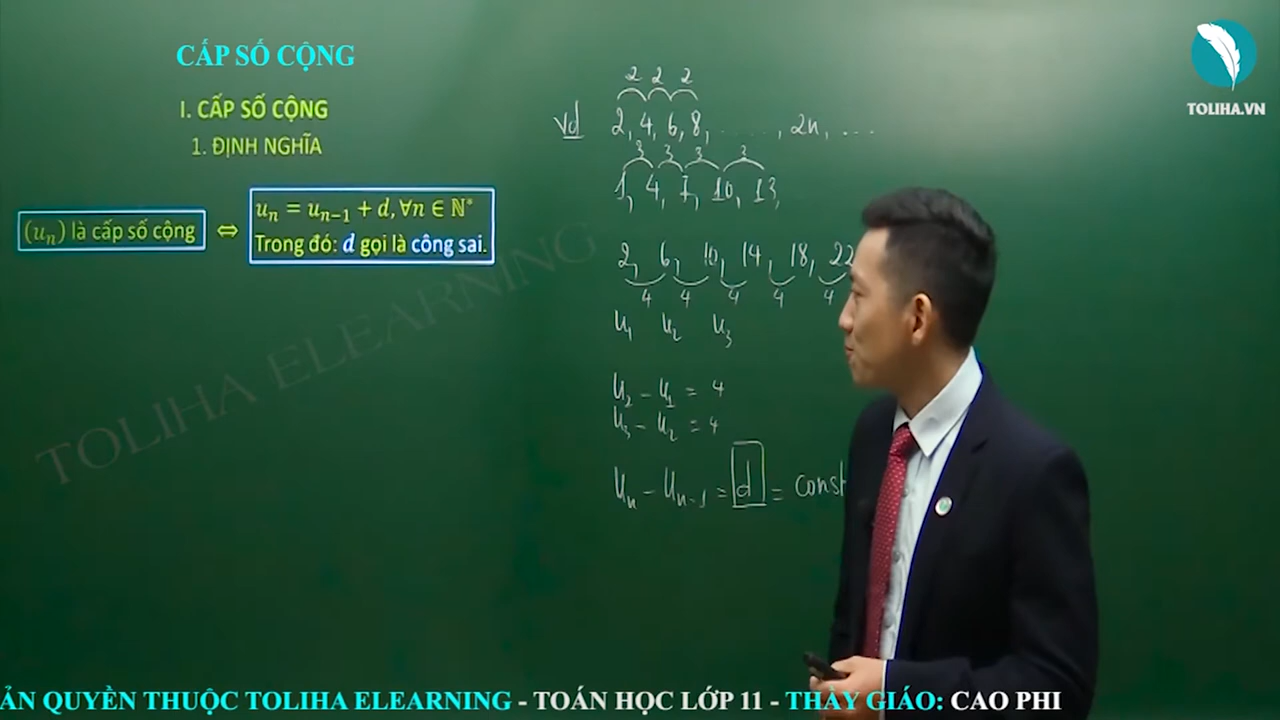 CẤP SỐ CỘNG
I. CẤP SỐ CỘNG
1. ĐỊNH NGHĨA
(uₙ) là cấp số cộng ⇔ uₙ = uₙ₋₁ + d, ∀n ∈ ℕ*
Trong đó: d gọi là công sai.
2 2 2
vd 2, 4, 6, 8, ......, 2n, ...
3 3 3 3
1, 4, 7, 10, 13,
2, 6, 10, 14, 18, 22
4 4 4 4 4
u₁ u₂ u₃
u₂ - u₁ = 4
u₃ - u₂ = 4
uₙ - uₙ₋₁ = d = const
TOLIHA ELEARNING
TOLIHA.VN
ẢN QUYỀN THUỘC TOLIHA ELEARNING - TOÁN HỌC LỚP 11 - THẦY GIÁO: CAO PHI